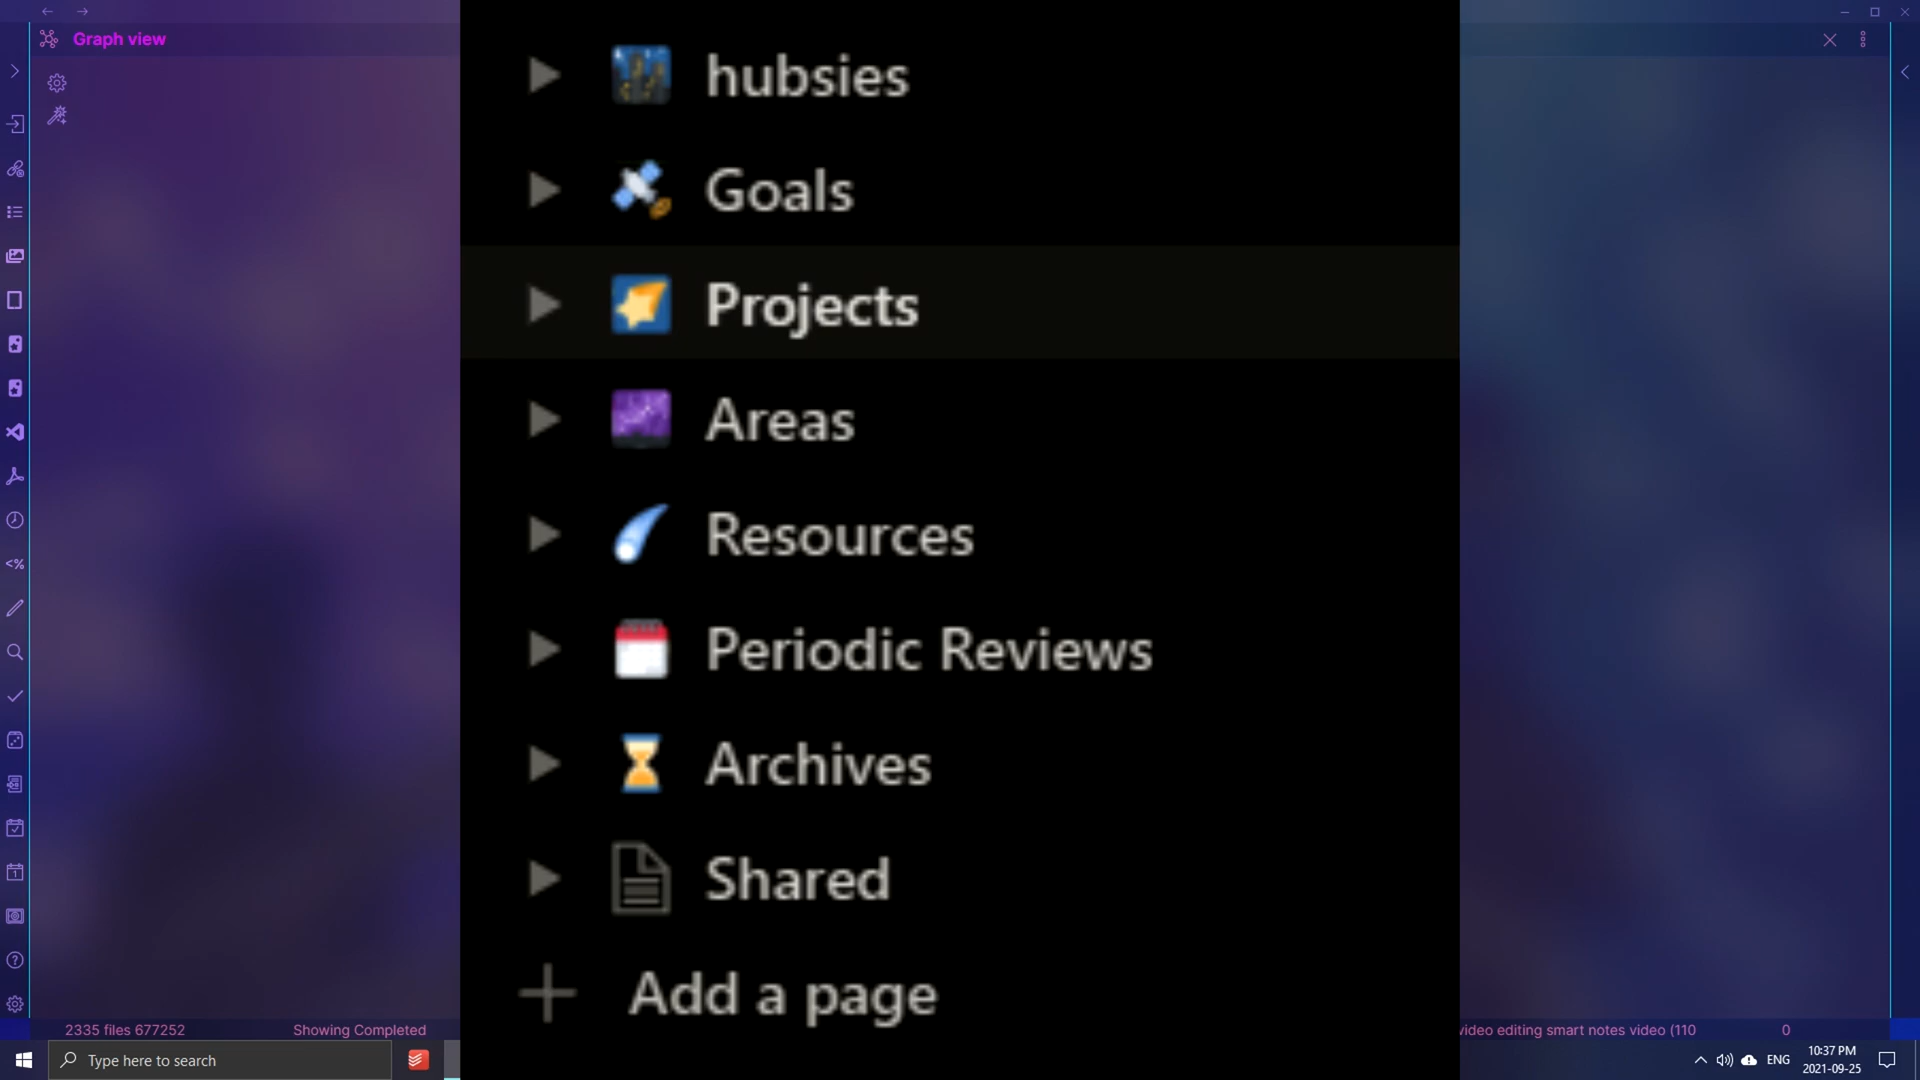 Graph view
hubsies
Goals
Projects
Areas
Resources
Periodic Reviews
Archives
Shared
Add a page
<%
2335 files 677252
Showing Completed
video editing smart notes video (110
0
Type here to search
ENG
10:37 PM
2021-09-25